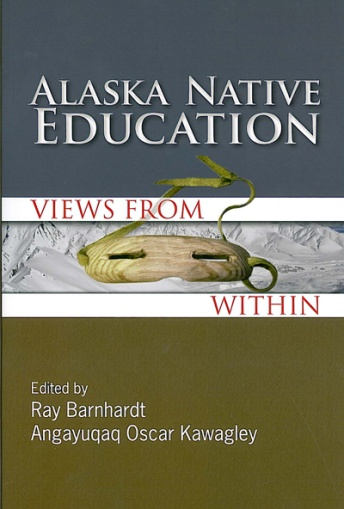 ALASKA NATIVE
EDUCATION
VIEWS FROM
WITHIN
Edited by
Ray Barnhardt
Angayuqaq Oscar Kawagley